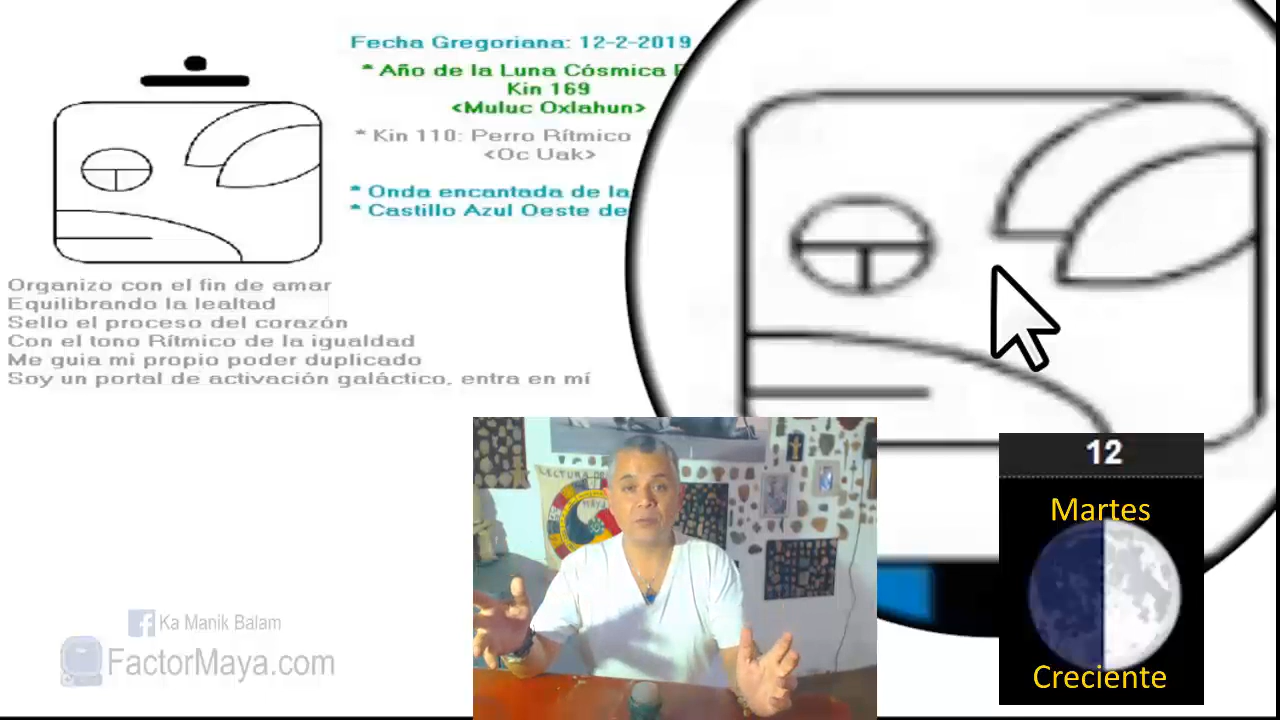 Fecha Gregoriana: 12-2-2019
* Año de la Luna Cósmica
Kin 169
<Muluc Oxlahun>
* Kin 110: Perro Rítmico
<Oc Uak>
* Onda encantada de la
* Castillo Azul Oeste de
Organizo con el fin de amar
Equilibrando la lealtad
Sello el proceso del corazón
Con el tono Rítmico de la igualdad
Me guia mi propio poder duplicado
Soy un portal de activación galáctico, entra en mí
LECTURA
MAYA
12
Martes
Creciente
Ka Manik Balam
FactorMaya.com